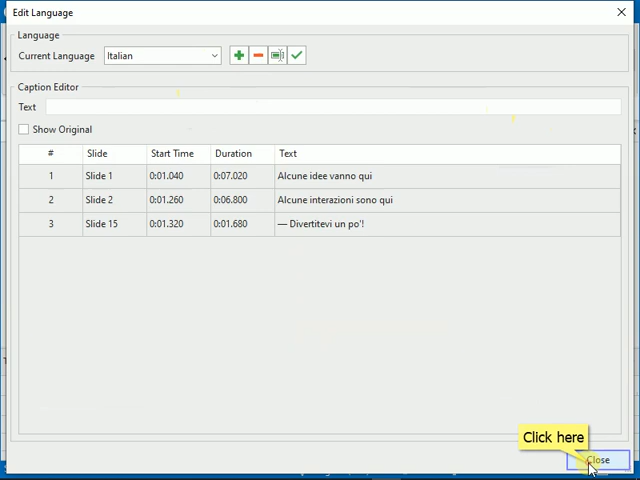 Edit Language
Language
Current Language Italian
Caption Editor
Text
Show Original
# Slide Start Time Duration Text
1 Slide 1 0:01.040 0:07.020 Alcune idee vanno qui
2 Slide 2 0:01.260 0:06.800 Alcune interazioni sono qui
3 Slide 15 0:01.320 0:01.680 — Divertitevi un po'!
Click here
Close